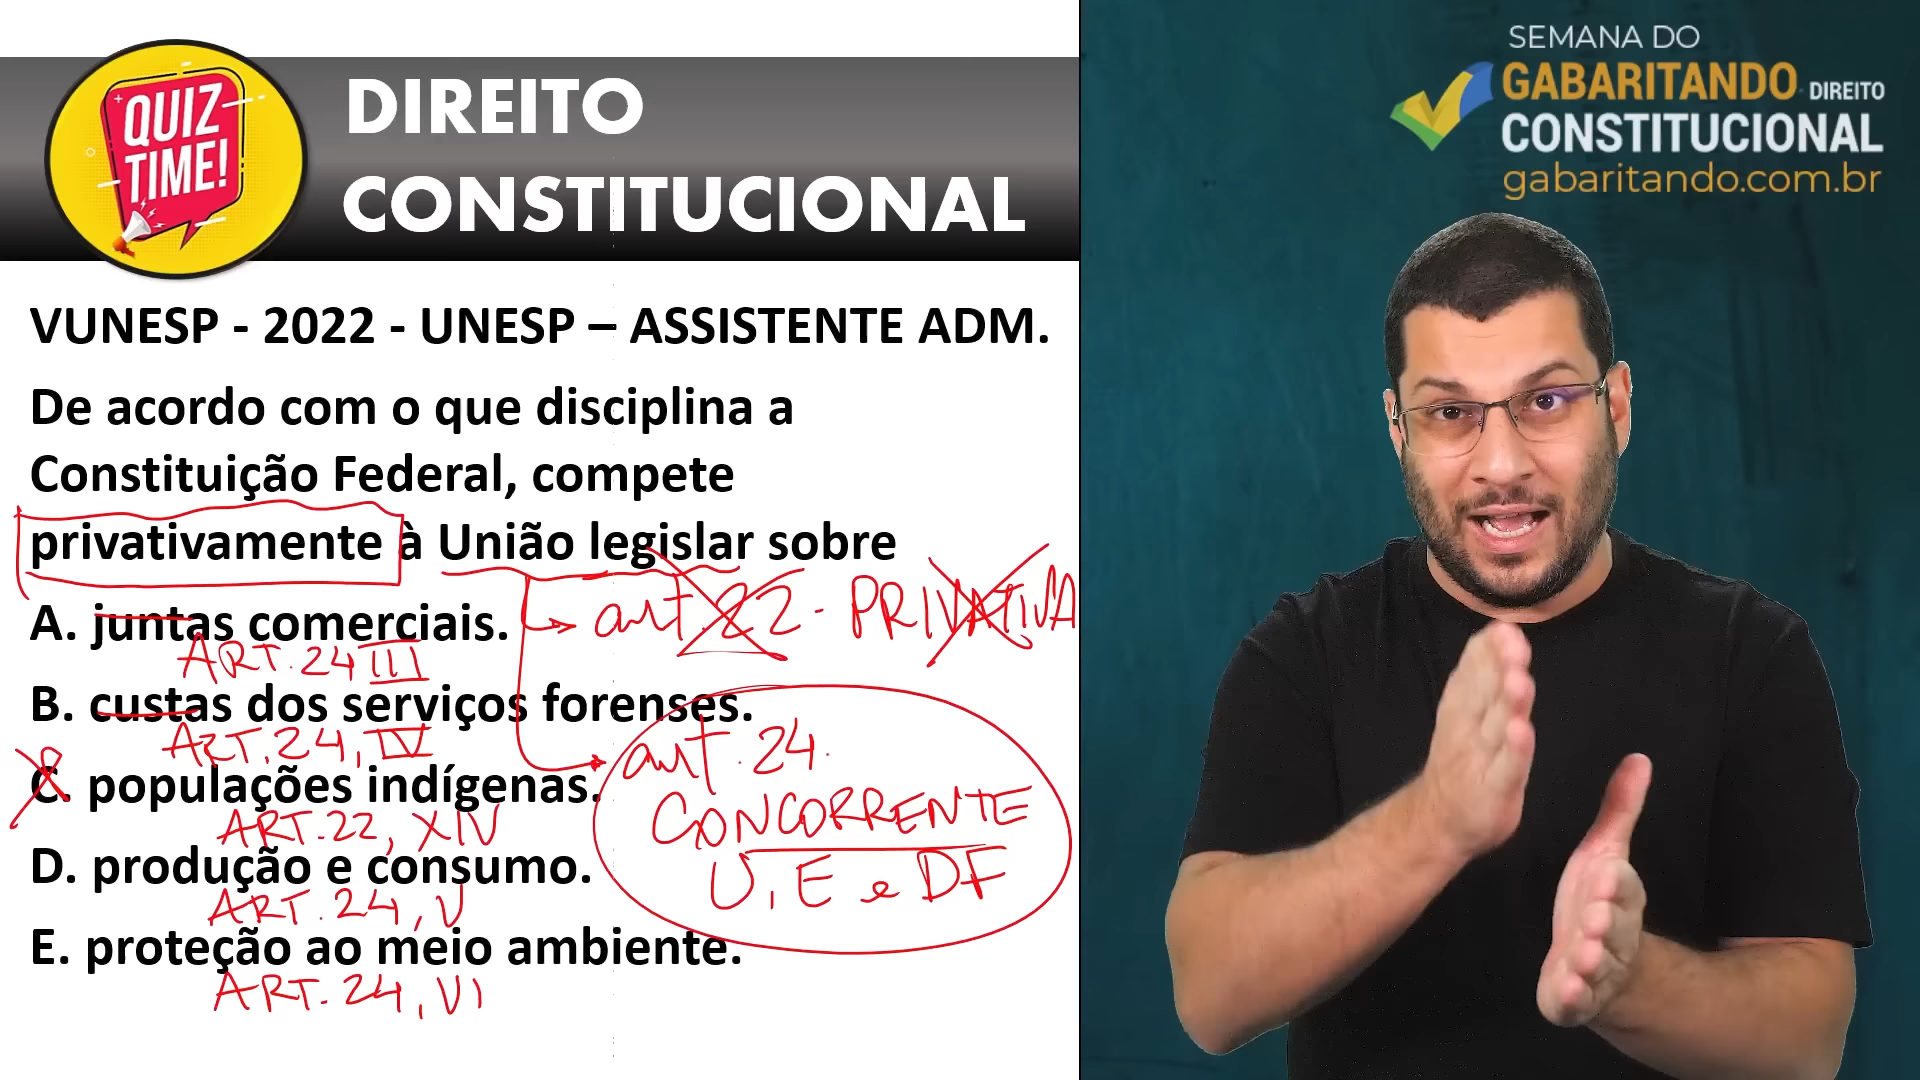 QUIZ
TIME!
DIREITO
CONSTITUCIONAL
SEMANA DO
GABARITANDO DIREITO
CONSTITUCIONAL
gabaritando.com.br
VUNESP - 2022 - UNESP – ASSISTENTE ADM.
De acordo com o que disciplina a
Constituição Federal, compete
privativamente à União legislar sobre
art. 22 - PRIVATIVA
A. juntas comerciais.
ART. 24 III
B. custas dos serviços forenses.
ART. 24, IV
C. populações indígenas.
ART. 22, XIV
D. produção e consumo.
ART. 24, V
E. proteção ao meio ambiente.
ART. 24, VI
art. 24.
CONCORRENTE
U, E e DF